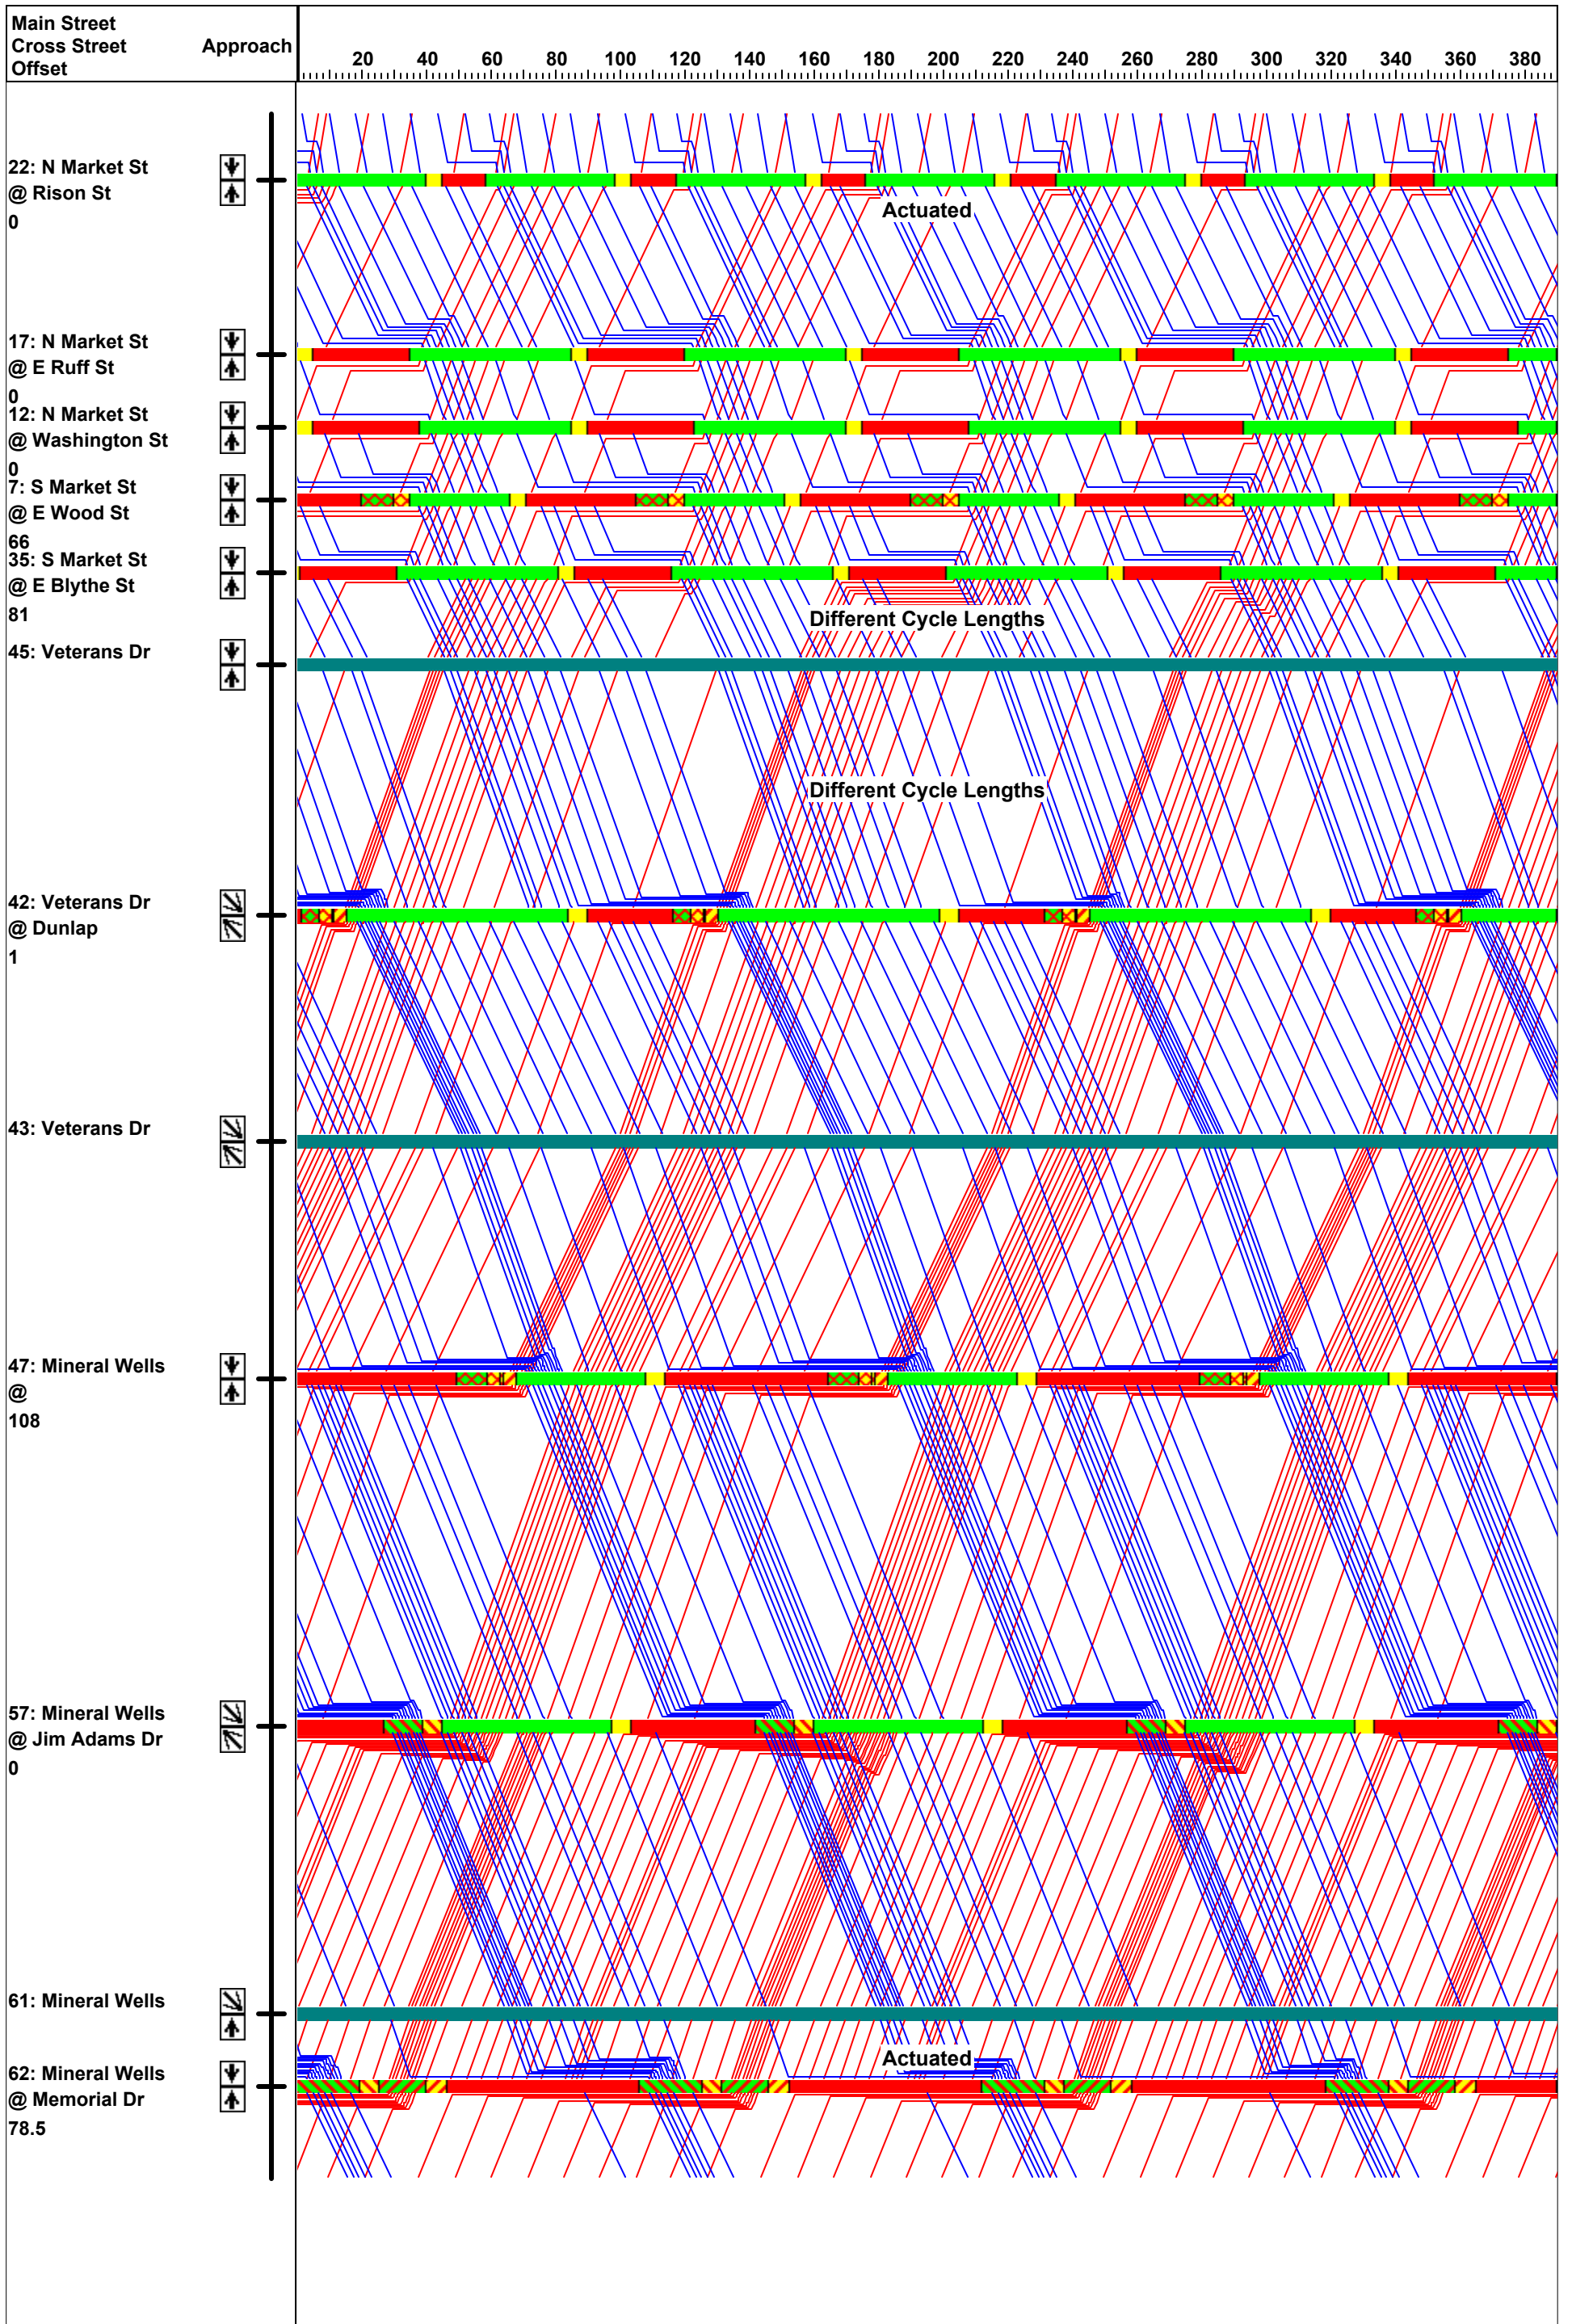 Main Street
Cross Street Approach
Offset
20 40 60 80 100 120 140 160 180 200 220 240 260 280 300 320 340 360 380
22: N Market St
@ Rison St
0
Actuated
17: N Market St
@ E Ruff St
0
12: N Market St
@ Washington St
0
7: S Market St
@ E Wood St
66
35: S Market St
@ E Blythe St
81
Different Cycle Lengths
45: Veterans Dr
Different Cycle Lengths
42: Veterans Dr
@ Dunlap
1
43: Veterans Dr
47: Mineral Wells
@
108
57: Mineral Wells
@ Jim Adams Dr
0
61: Mineral Wells
Actuated
62: Mineral Wells
@ Memorial Dr
78.5